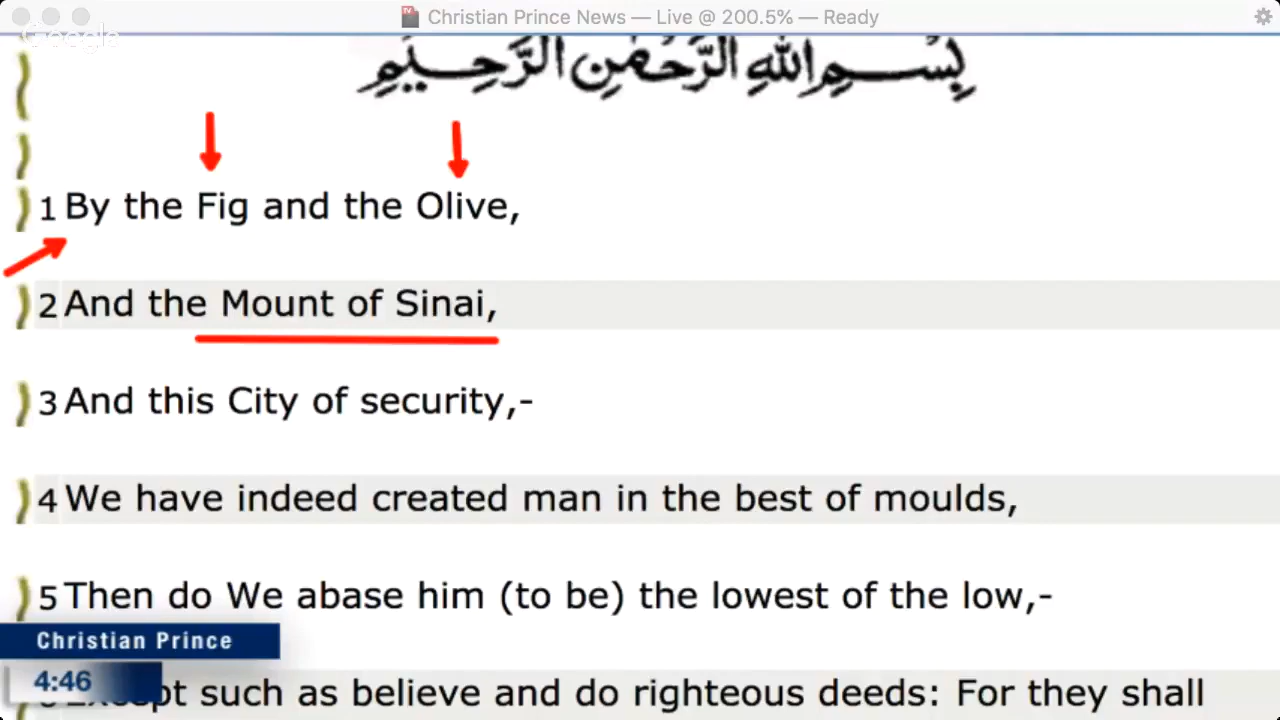 Christian Prince News — Live @ 200.5% — Ready
Google
بِسْمِ اللَّهِ الرَّحْمَٰنِ الرَّحِيمِ
1 By the Fig and the Olive,
2 And the Mount of Sinai,
3 And this City of security,-
4 We have indeed created man in the best of moulds,
5 Then do We abase him (to be) the lowest of the low,-
Christian Prince
4:46
6 Except such as believe and do righteous deeds: For they shall